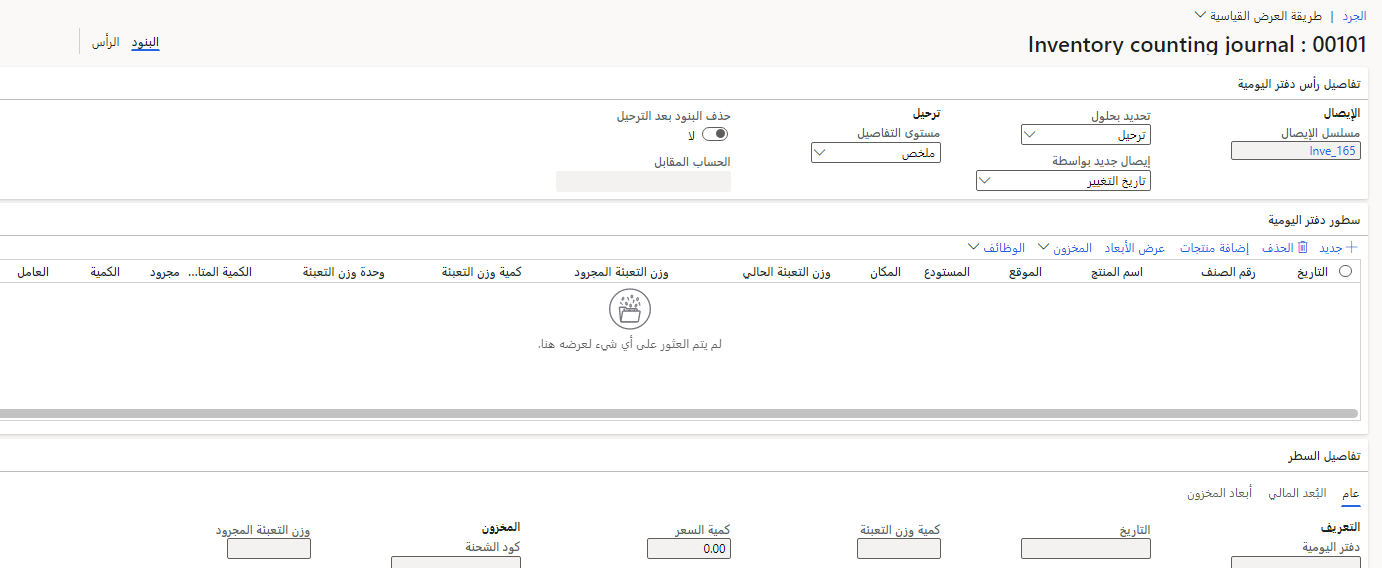 الجرد | طريقة العرض القياسية
Inventory counting journal : 00101
البنود الرأس
تفاصيل رأس دفتر اليومية
الإيصال
مسلسل الإيصال
Inve_165
تحديد بحلول
ترحيل
إيصال جديد بواسطة
تاريخ التغيير
ترحيل
مستوى التفاصيل
ملخص
حذف البنود بعد الترحيل
لا
الحساب المقابل
سطور دفتر اليومية
جديد الحذف إضافة منتجات عرض الأبعاد المخزون الوظائف
التاريخ رقم الصنف اسم المنتج الموقع المستودع المكان وزن التعبئة الحالي وزن التعبئة المجرود كمية وزن التعبئة وحدة وزن التعبئة الكمية المتا... مجرود الكمية العامل
لم يتم العثور على أي شيء لعرضه هنا.
تفاصيل السطر
عام البُعد المالي أبعاد المخزون
التعريف
دفتر اليومية
التاريخ
كمية وزن التعبئة
كمية السعر
0.00
المخزون
كود الشحنة
وزن التعبئة المجرود